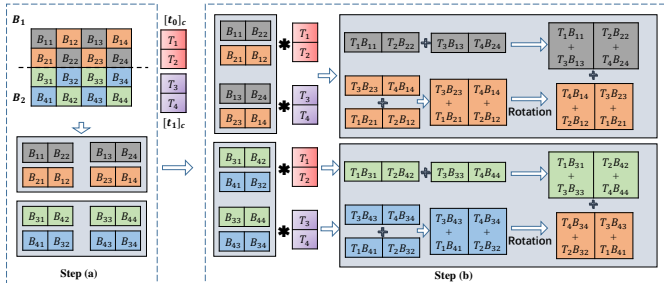 B₁
B₁₁ B₁₂ B₁₃ B₁₄
B₂₁ B₂₂ B₂₃ B₂₄
B₃₁ B₃₂ B₃₃ B₃₄
B₄₁ B₄₂ B₄₃ B₄₄
B₂
[t₀]_c
T₁
T₂
T₃
T₄
[t₁]_c
B₁₁ B₂₂ B₁₃ B₂₄
B₂₁ B₁₂ B₂₃ B₁₄
B₃₁ B₄₂ B₃₃ B₄₄
B₄₁ B₃₂ B₄₃ B₃₄
Step (a)
B₁₁ B₂₂
B₂₁ B₁₂
✱
T₁
T₂
B₁₃ B₂₄
B₂₃ B₁₄
✱
T₃
T₄
T₁B₁₁ T₂B₂₂ + T₃B₁₃ T₄B₂₄
T₁B₁₁ + T₃B₁₃
T₂B₂₂ + T₄B₂₄
+
T₃B₂₃ T₄B₁₄
+
T₁B₂₁ T₂B₁₂
T₃B₂₃ + T₁B₂₁
T₄B₁₄ + T₂B₁₂
Rotation
T₄B₁₄ + T₂B₁₂
T₃B₂₃ + T₁B₂₁
B₃₁ B₄₂
B₄₁ B₃₂
✱
T₁
T₂
B₃₃ B₄₄
B₄₃ B₃₄
✱
T₃
T₄
T₁B₃₁ T₂B₄₂ + T₃B₃₃ T₄B₄₄
T₁B₃₁ + T₃B₃₃
T₂B₄₂ + T₄B₄₄
+
T₃B₄₃ T₄B₃₄
+
T₁B₄₁ T₂B₃₂
T₃B₄₃ + T₁B₄₁
T₄B₃₄ + T₂B₃₂
Rotation
T₄B₃₄ + T₂B₃₂
T₃B₄₃ + T₁B₄₁
Step (b)